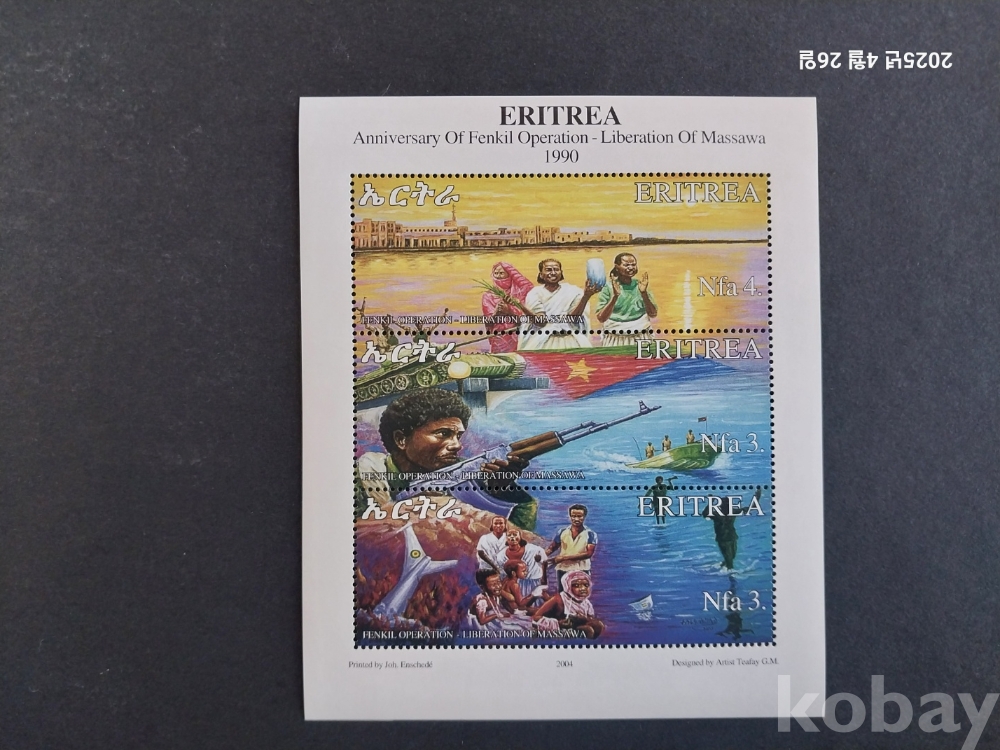 2025년 4월 26일
ERITREA
Anniversary Of Fenkil Operation - Liberation Of Massawa
1990
ኤርትራ
ERITREA
Nfa 4.
FENKIL OPERATION - LIBERATION OF MASSAWA
ኤርትራ
ERITREA
Nfa 3.
FENKIL OPERATION - LIBERATION OF MASSAWA
ኤርትራ
ERITREA
Nfa 3.
FENKIL OPERATION - LIBERATION OF MASSAWA
Printed by Joh. Enschedé
2004
Designed by Artist Teafay G.M.
kobay